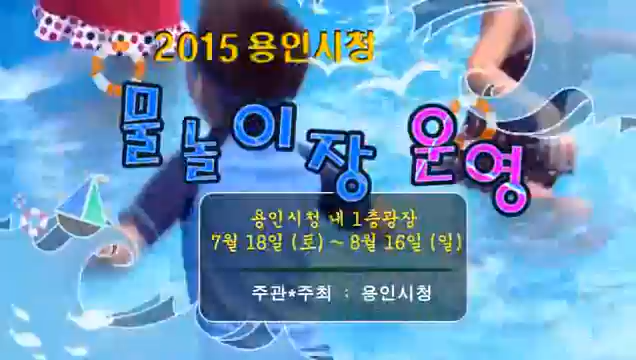 2015 용인시청
물놀이장 운영
용인시청 내 1층광장
7월 18일 (토) ~ 8월 16일 (일)
주관*주최 : 용인시청